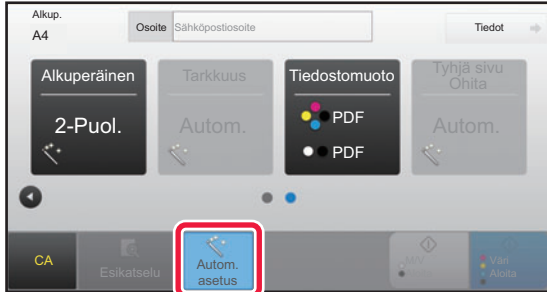 Alkup.
A4
Osoite
Sähköpostiosoite
Tiedot
Alkuperäinen
2-Puol.
Tarkkuus
Autom.
Tiedostomuoto
PDF
PDF
Tyhjä sivu
Ohita
Autom.
CA
Esikatselu
Autom.
asetus
M/V
Aloita
Väri
Aloita